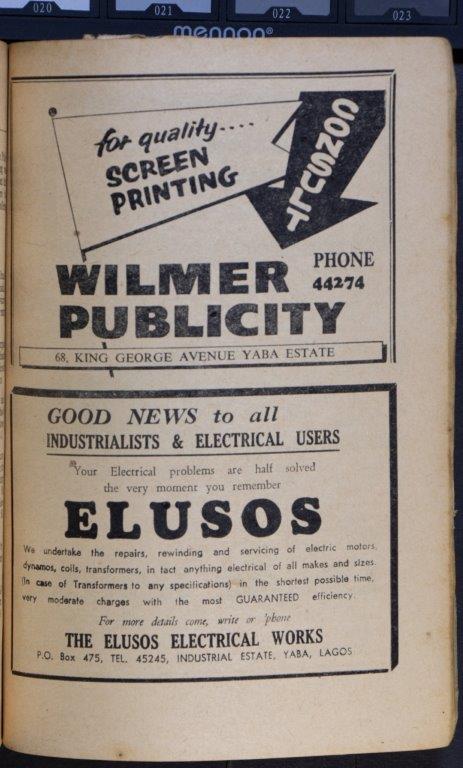 020 021 022 023
mennon®
for quality....
SCREEN
PRINTING
CONSULT
WILMER
PUBLICITY
PHONE
44274
68, KING GEORGE AVENUE YABA ESTATE
GOOD NEWS to all
INDUSTRIALISTS & ELECTRICAL USERS
Your Electrical problems are half solved
the very moment you remember
ELUSOS
We undertake the repairs, rewinding and servicing of electric motors,
dynamos, coils, transformers, in tact anything electrical of all makes and sizes.
(In case of Transformers to any specifications) in the shortest possible time,
very moderate charges with the most GUARANTEED efficiency.
For more details come, write or 'phone
THE ELUSOS ELECTRICAL WORKS
P.O. Box 475, TEL. 45245, INDUSTRIAL ESTATE, YABA, LAGOS